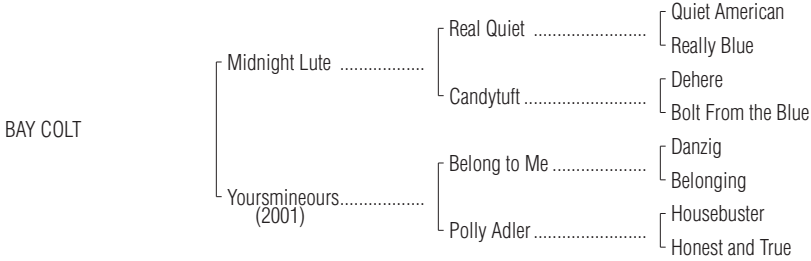 Quiet American
Real Quiet ........................
Really Blue
Midnight Lute ..................
Dehere
Candytuft ..........................
Bolt From the Blue
BAY COLT
Danzig
Belong to Me ....................
Belonging
Yoursmineours..................
(2001)
Housebuster
Polly Adler ........................
Honest and True